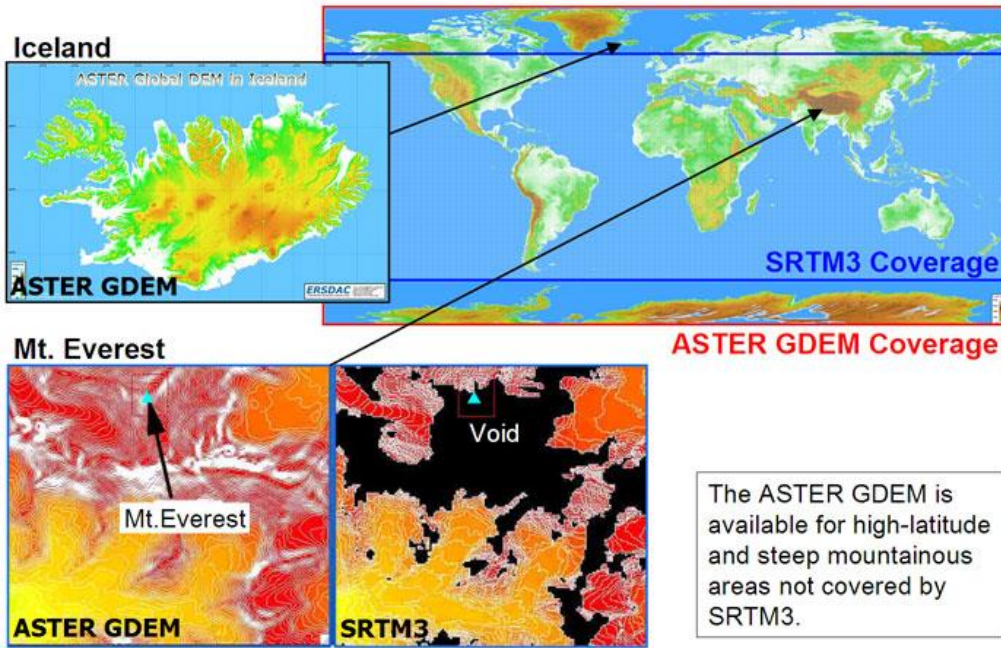 Iceland
ASTER Global DEM in Iceland
ASTER GDEM
ERSDAC
SRTM3 Coverage
ASTER GDEM Coverage
Mt. Everest
Mt.Everest
ASTER GDEM
Void
SRTM3
The ASTER GDEM is
available for high-latitude
and steep mountainous
areas not covered by
SRTM3.